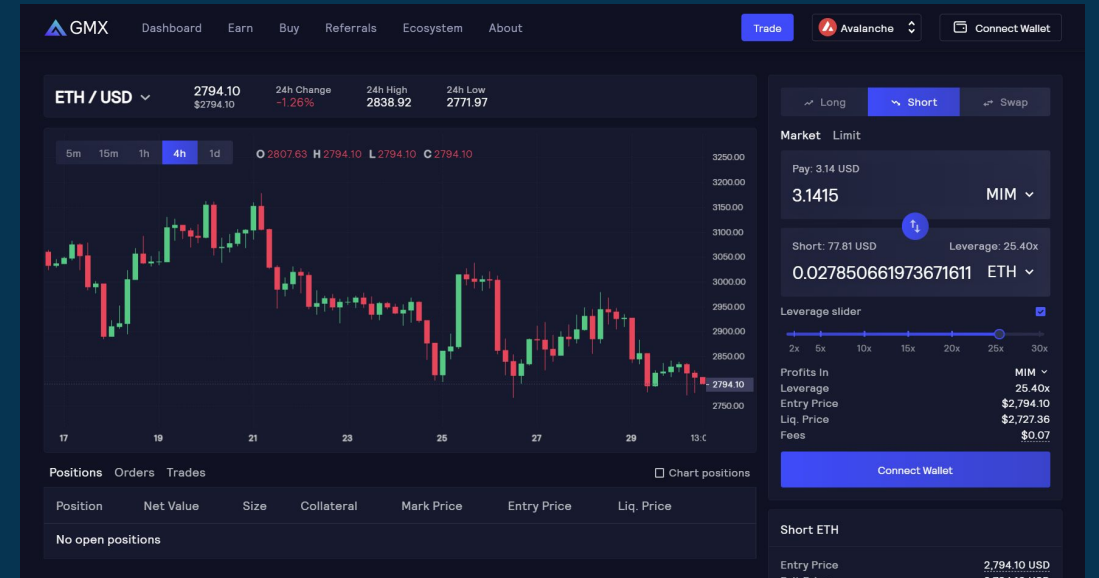 GMX
Dashboard Earn Buy Referrals Ecosystem About
Trade
Avalanche
Connect Wallet
ETH / USD
2794.10
$2794.10
24h Change
-1.26%
24h High
2838.92
24h Low
2771.97
5m 15m 1h 4h 1d
O 2807.63 H 2794.10 L 2794.10 C 2794.10
3250.00
3200.00
3150.00
3100.00
3050.00
3000.00
2950.00
2900.00
2850.00
2794.10
2750.00
17 19 21 23 25 27 29 13:0
Positions Orders Trades
Chart positions
Position Net Value Size Collateral Mark Price Entry Price Liq. Price
No open positions
Long Short Swap
Market Limit
Pay: 3.14 USD
3.1415 MIM
Short: 77.81 USD Leverage: 25.40x
0.027850661973671611 ETH
Leverage slider
2x 5x 10x 15x 20x 25x 30x
Profits In MIM
Leverage 25.40x
Entry Price $2,794.10
Liq. Price $2,727.36
Fees $0.07
Connect Wallet
Short ETH
Entry Price 2,794.10 USD